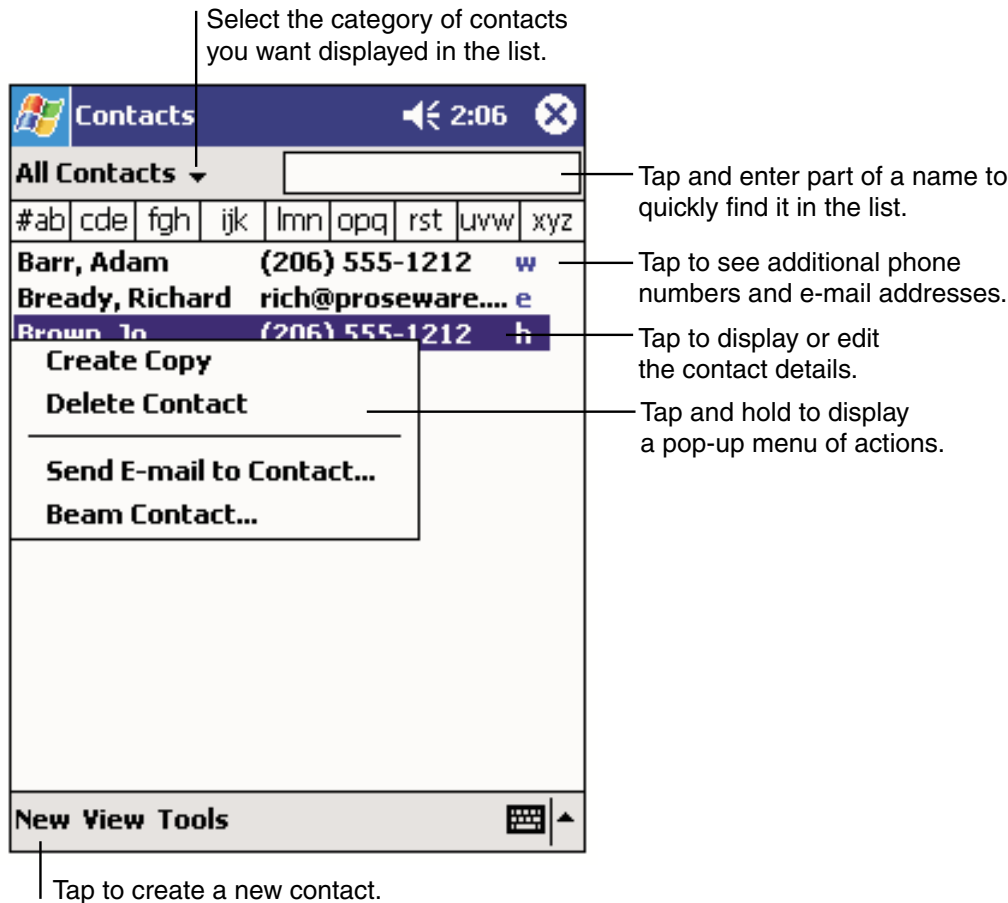 Select the category of contacts
you want displayed in the list.
Contacts 2:06
All Contacts
Tap and enter part of a name to
quickly find it in the list.
#ab cde fgh ijk lmn opq rst uvw xyz
Barr, Adam (206) 555-1212 w
Tap to see additional phone
numbers and e-mail addresses.
Bready, Richard rich@proseware.... e
Brown, Jo (206) 555-1212 h
Tap to display or edit
the contact details.
Create Copy
Delete Contact
Tap and hold to display
a pop-up menu of actions.
Send E-mail to Contact...
Beam Contact...
New View Tools
Tap to create a new contact.